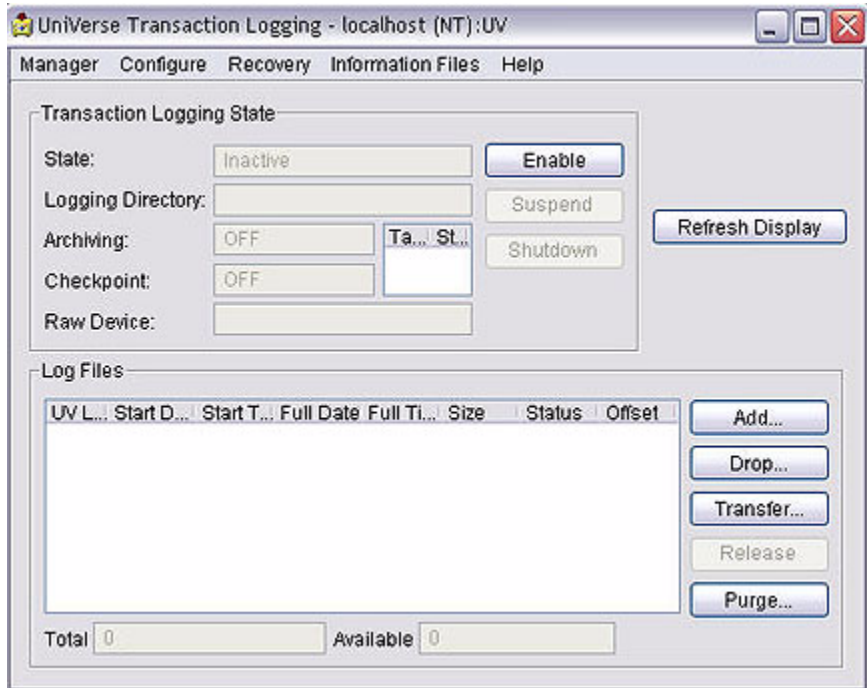 UniVerse Transaction Logging - localhost (NT):UV
Manager Configure Recovery Information Files Help
Transaction Logging State
State: Inactive Enable
Logging Directory: Suspend
Refresh Display
Archiving: OFF Ta... St... Shutdown
Checkpoint: OFF
Raw Device:
Log Files
UV L... Start D... Start T... Full Date Full Ti... Size Status Offset
Add...
Drop...
Transfer...
Release
Purge...
Total 0 Available 0